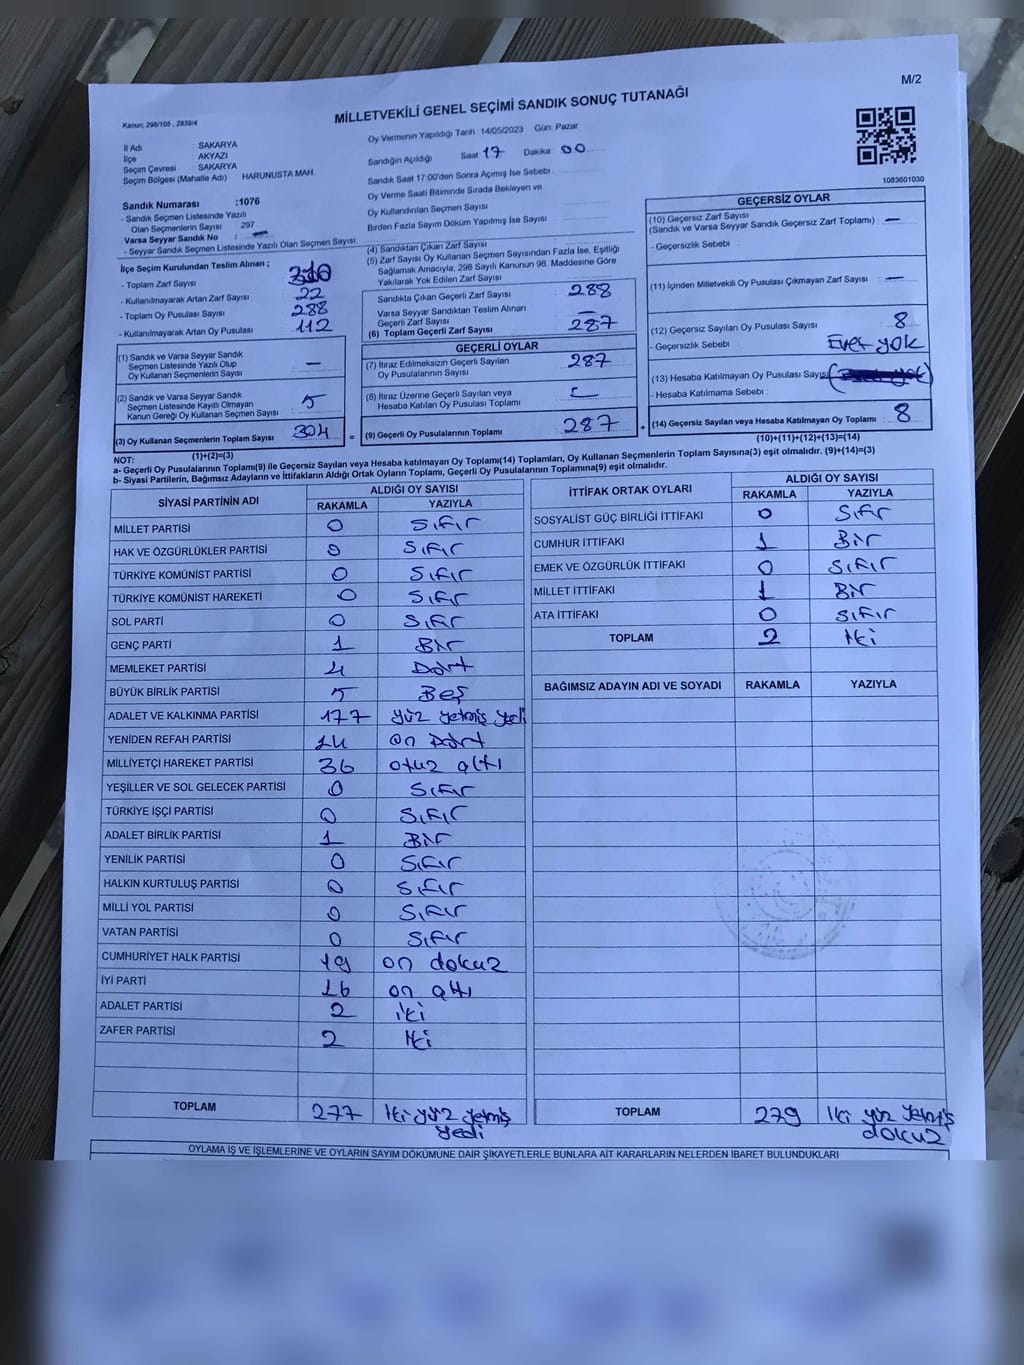 M/2
MİLLETVEKİLİ GENEL SEÇİMİ SANDIK SONUÇ TUTANAĞI
Kanun; 298/105 , 2839/4
İl Adı : SAKARYA
İlçe : AKYAZI
Seçim Çevresi : SAKARYA
Seçim Bölgesi (Mahalle Adı) HARUNUSTA MAH.
Sandık Numarası :1076
- Sandık Seçmen Listesinde Yazılı
Olan Seçmenlerin Sayısı 297
Varsa Seyyar Sandık No : —
- Seyyar Sandık Seçmen Listesinde Yazılı Olan Seçmen Sayısı
Oy Vermenin Yapıldığı Tarih 14/05/2023 Gün: Pazar
Sandığın Açıldığı Saat 17 Dakika : 00
Sandık Saat 17:00'den Sonra Açımış İse Sebebi
Oy Verme Saati Bitiminde Sırada Bekleyen ve
Oy Kullandırılan Seçmen Sayısı
Birden Fazla Sayım Döküm Yapılmış İse Sayısı
1083601030
İlçe Seçim Kurulundan Teslim Alınan ;
- Toplam Zarf Sayısı :
- Kullanılmayarak Artan Zarf Sayısı : 22
- Toplam Oy Pusulası Sayısı : 288
- Kullanılmayarak Artan Oy Pusulası : 112
(1) Sandık ve Varsa Seyyar Sandık
Seçmen Listesinde Yazılı Olup
Oy Kullanan Seçmenlerin Sayısı : —
(2) Sandık ve Varsa Seyyar Sandık
Seçmen Listesinde Kayıtlı Olmayan
Kanun Gereği Oy Kullanan Seçmen Sayısı : 5
(3) Oy Kullanan Seçmenlerin Toplam Sayısı 304
(1)+(2)=(3)
(4) Sandıktan Çıkan Zarf Sayısı
(5) Zarf Sayısı Oy Kullanan Seçmen Sayısından Fazla İse, Eşitliği
Sağlamak Amacıyla; 298 Sayılı Kanunun 98. Maddesine Göre
Yakılarak Yok Edilen Zarf Sayısı
Sandıkta Çıkan Geçerli Zarf Sayısı 288
Varsa Seyyar Sandıktan Teslim Alınan
Geçerli Zarf Sayısı —
(6) Toplam Geçerli Zarf Sayısı 287
GEÇERLİ OYLAR
(7) İtiraz Edilmeksizin Geçerli Sayılan
Oy Pusulalarının Sayısı : 287
(8) İtiraz Üzerine Geçerli Sayılan veya
Hesaba Katılan Oy Pusulası Toplamı :
= (9) Geçerli Oy Pusulalarının Toplamı : 287
GEÇERSİZ OYLAR
(10) Geçersiz Zarf Sayısı
(Sandık ve Varsa Seyyar Sandık Geçersiz Zarf Toplamı) : —
- Geçersizlik Sebebi :
(11) İçinden Milletvekili Oy Pusulası Çıkmayan Zarf Sayısı : —
(12) Geçersiz Sayılan Oy Pusulası Sayısı : 8
- Geçersizlik Sebebi : Evet yok
(13) Hesaba Katılmayan Oy Pusulası Sayısı
- Hesaba Katılmama Sebebi :
+ (14) Geçersiz Sayılan veya Hesaba Katılmayan Oy Toplamı : 8
(10)+(11)+(12)+(13)=(14)
NOT:
a- Geçerli Oy Pusulalarının Toplamı(9) ile Geçersiz Sayılan veya Hesaba katılmayan Oy Toplamı(14) Toplamları, Oy Kullanan Seçmenlerin Toplam Sayısına(3) eşit olmalıdır. (9)+(14)=(3)
b- Siyasi Partilerin, Bağımsız Adayların ve İttifakların Aldığı Ortak Oyların Toplamı, Geçerli Oy Pusulalarının Toplamına(9) eşit olmalıdır.
SİYASİ PARTİNİN ADI ALDIĞI OY SAYISI
RAKAMLA YAZIYLA
MİLLET PARTİSİ 0 Sıfır
HAK VE ÖZGÜRLÜKLER PARTİSİ 0 Sıfır
TÜRKİYE KOMÜNİST PARTİSİ 0 Sıfır
TÜRKİYE KOMÜNİST HAREKETİ 0 Sıfır
SOL PARTİ 0 Sıfır
GENÇ PARTİ 1 Bir
MEMLEKET PARTİSİ 4 Dört
BÜYÜK BİRLİK PARTİSİ 5 Beş
ADALET VE KALKINMA PARTİSİ 177 yüz yetmiş yedi
YENİDEN REFAH PARTİSİ 14 on Dört
MİLLİYETÇİ HAREKET PARTİSİ 36 otuz altı
YEŞİLLER VE SOL GELECEK PARTİSİ 0 Sıfır
TÜRKİYE İŞÇİ PARTİSİ 0 Sıfır
ADALET BİRLİK PARTİSİ 1 Bir
YENİLİK PARTİSİ 0 Sıfır
HALKIN KURTULUŞ PARTİSİ 0 Sıfır
MİLLİ YOL PARTİSİ 0 Sıfır
VATAN PARTİSİ 0 Sıfır
CUMHURİYET HALK PARTİSİ 19 on dokuz
İYİ PARTİ 16 on altı
ADALET PARTİSİ 2 iki
ZAFER PARTİSİ 2 iki
TOPLAM 277 iki yüz yetmiş
yedi
İTTİFAK ORTAK OYLARI ALDIĞI OY SAYISI
RAKAMLA YAZIYLA
SOSYALİST GÜÇ BİRLİĞİ İTTİFAKI 0 Sıfır
CUMHUR İTTİFAKI 1 Bir
EMEK VE ÖZGÜRLÜK İTTİFAKI 0 Sıfır
MİLLET İTTİFAKI 1 Bir
ATA İTTİFAKI 0 Sıfır
TOPLAM 2 iki
BAĞIMSIZ ADAYIN ADI VE SOYADI RAKAMLA YAZIYLA
TOPLAM 279 iki yüz yetmiş
dokuz
OYLAMA İŞ VE İŞLEMLERİNE VE OYLARIN SAYIM DÖKÜMÜNE DAİR ŞİKAYETLERLE BUNLARA AİT KARARLARIN NELERDEN İBARET BULUNDUKLARI